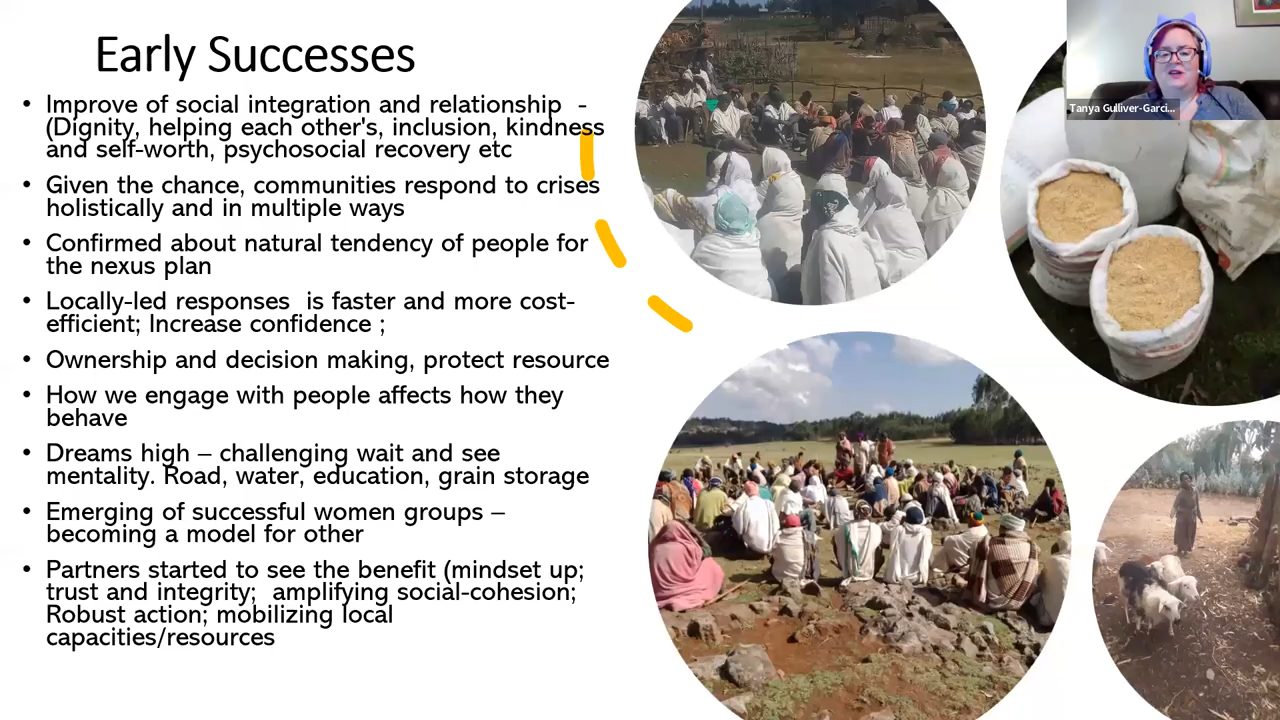 Early Successes
• Improve of social integration and relationship  -
(Dignity, helping each other's, inclusion, kindness
and self-worth, psychosocial recovery etc
• Given the chance, communities respond to crises
holistically and in multiple ways
• Confirmed about natural tendency of people for
the nexus plan
• Locally-led responses  is faster and more cost-
efficient; Increase confidence ;
• Ownership and decision making, protect resource
• How we engage with people affects how they
behave
• Dreams high – challenging wait and see
mentality. Road, water, education, grain storage
• Emerging of successful women groups –
becoming a model for other
• Partners started to see the benefit (mindset up;
trust and integrity;  amplifying social-cohesion;
Robust action; mobilizing local
capacities/resources
Tanya Gulliver-Garci...